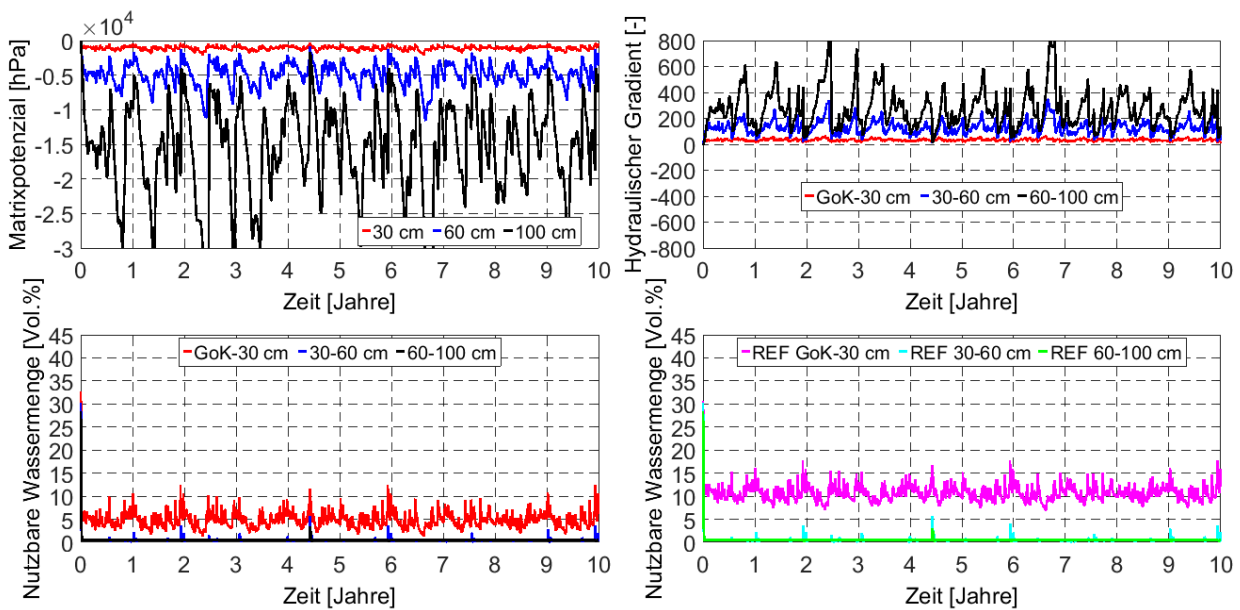 ×10⁴
0
-0.5
-1
-1.5
-2
-2.5
-3
Matrixpotenzial [hPa]
30 cm 60 cm 100 cm
0 1 2 3 4 5 6 7 8 9 10
Zeit [Jahre]
800
600
400
200
0
-200
-400
-600
-800
Hydraulischer Gradient [-]
GoK-30 cm 30-60 cm 60-100 cm
0 1 2 3 4 5 6 7 8 9 10
Zeit [Jahre]
45
40
35
30
25
20
15
10
5
0
Nutzbare Wassermenge [Vol.%]
GoK-30 cm 30-60 cm 60-100 cm
0 1 2 3 4 5 6 7 8 9 10
Zeit [Jahre]
45
40
35
30
25
20
15
10
5
0
Nutzbare Wassermenge [Vol.%]
REF GoK-30 cm REF 30-60 cm REF 60-100 cm
0 1 2 3 4 5 6 7 8 9 10
Zeit [Jahre]